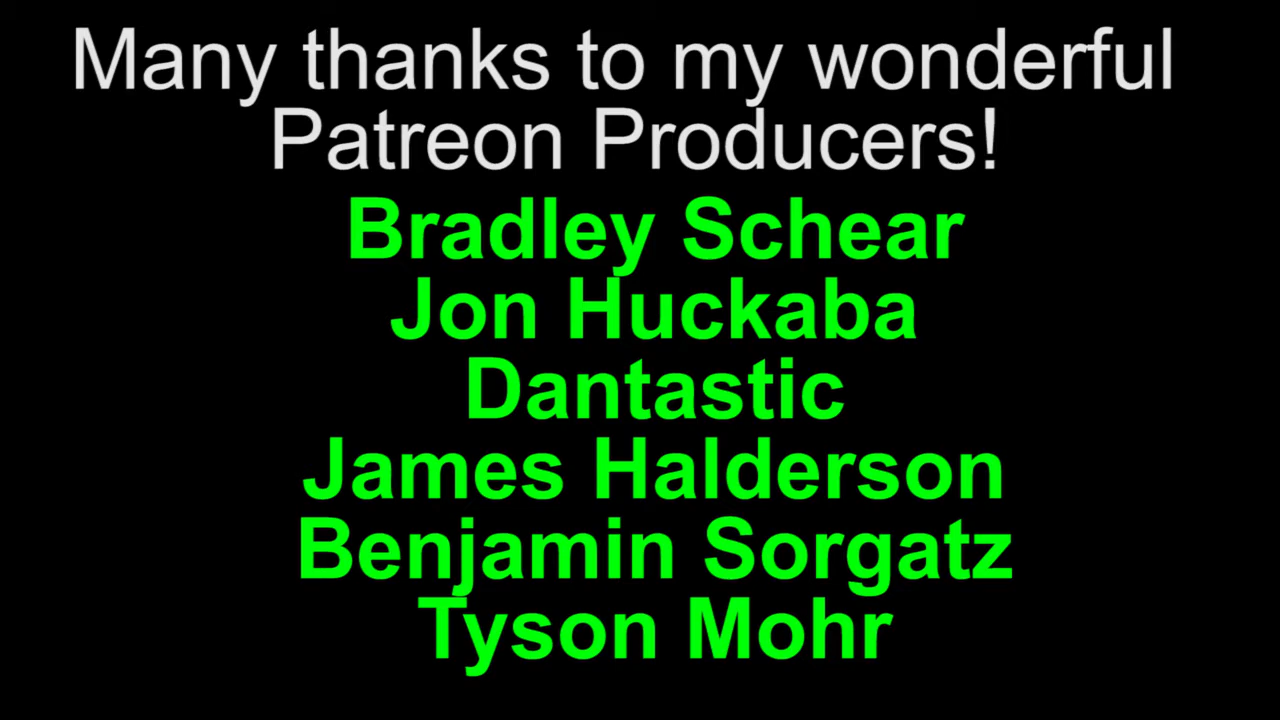 Many thanks to my wonderful
Patreon Producers!
Bradley Schear
Jon Huckaba
Dantastic
James Halderson
Benjamin Sorgatz
Tyson Mohr